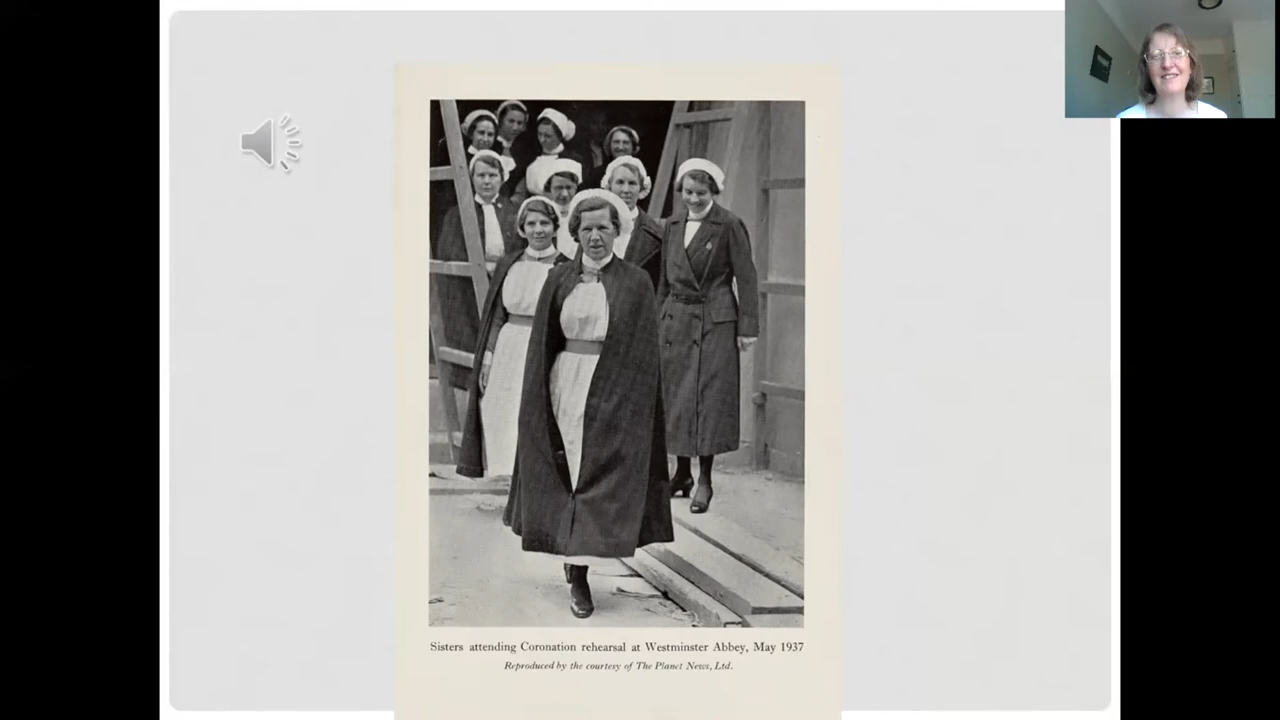 Sisters attending Coronation rehearsal at Westminster Abbey, May 1937
Reproduced by the courtesy of The Planet News, Ltd.